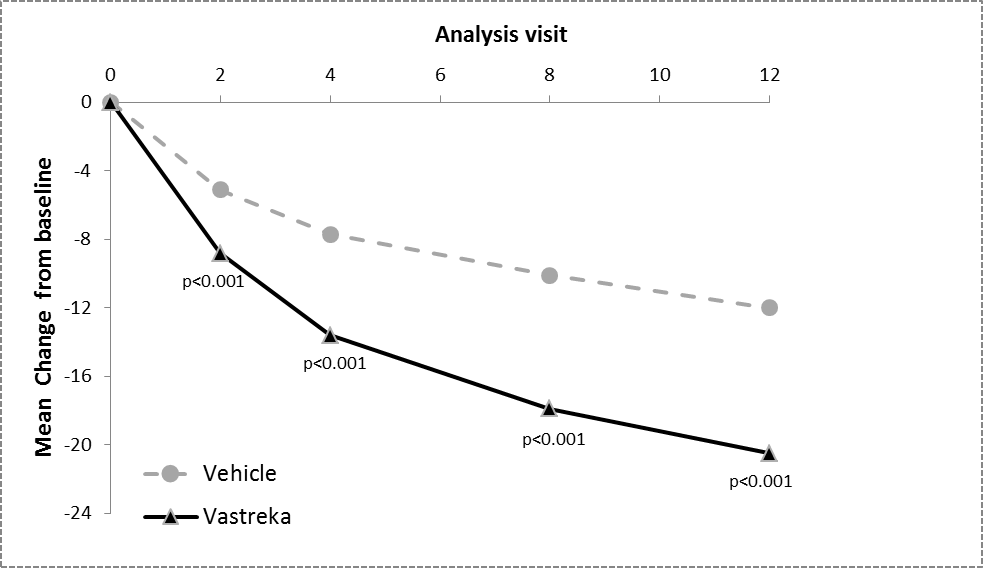 Analysis visit
0 2 4 6 8 10 12
0
-4
-8
-12
-16
-20
-24
Mean Change from baseline
p<0.001
p<0.001
p<0.001
p<0.001
Vehicle
Vastreka